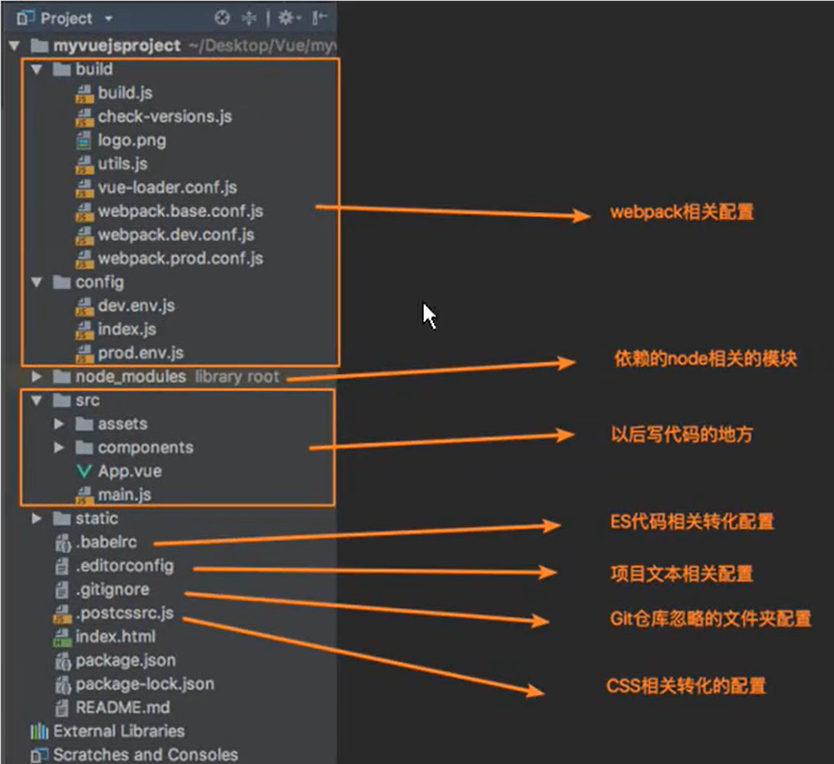 Project
myvuejsproject ~/Desktop/Vue/my
build
build.js
check-versions.js
logo.png
utils.js
vue-loader.conf.js
webpack.base.conf.js
webpack相关配置
webpack.dev.conf.js
webpack.prod.conf.js
config
dev.env.js
index.js
prod.env.js
依赖的node相关的模块
node_modules library root
src
assets
以后写代码的地方
components
App.vue
main.js
static
ES代码相关转化配置
.babelrc
.editorconfig
项目文本相关配置
.gitignore
.postcssrc.js
Git仓库忽略的文件夹配置
index.html
package.json
package-lock.json
CSS相关转化的配置
README.md
External Libraries
Scratches and Consoles